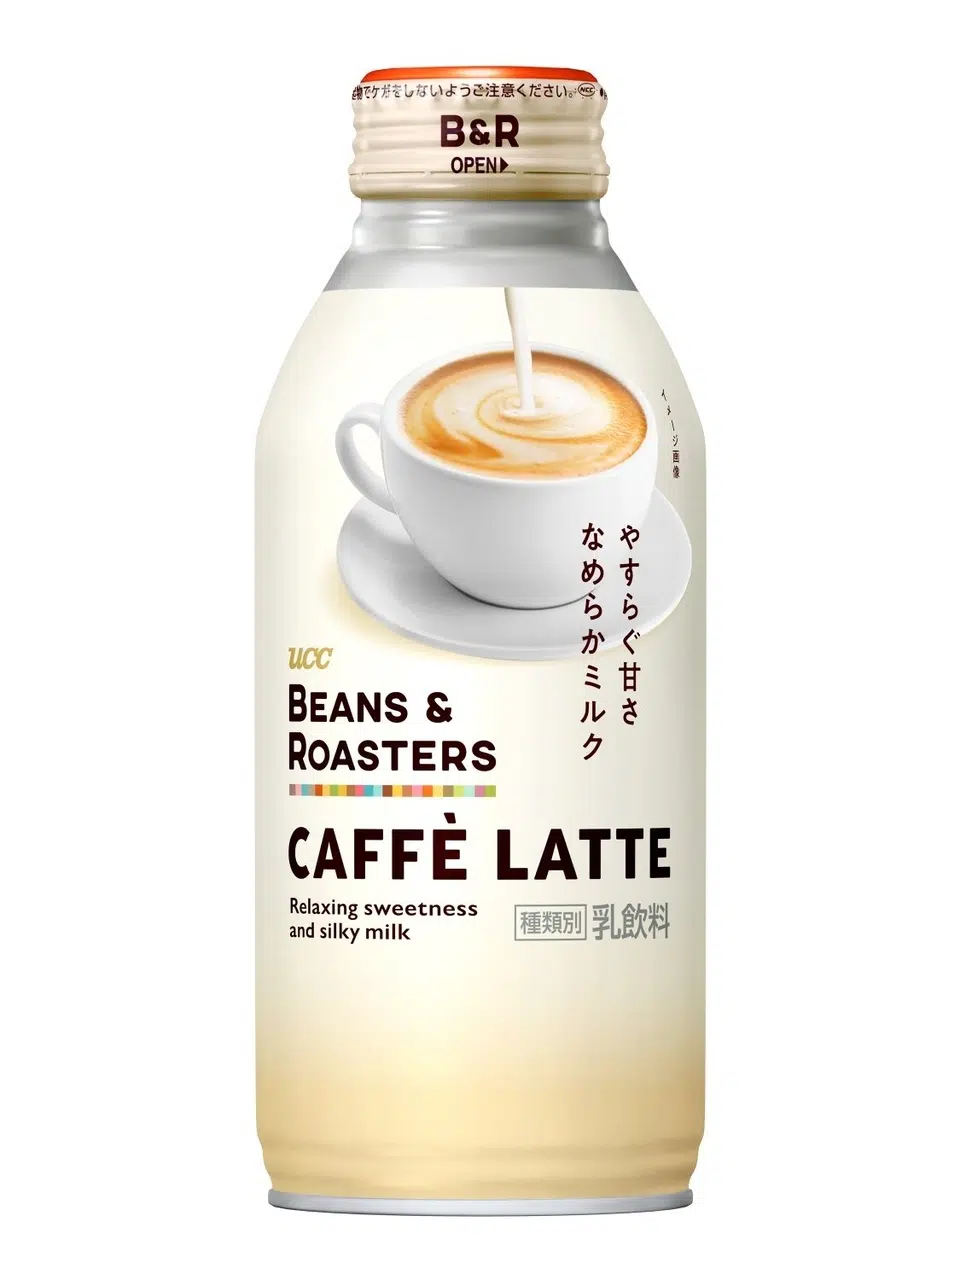 でケガをしないようご注意ください。
NCC
B&R
OPEN
イメージ画像
やすらぐ甘さ
なめらかミルク
UCC
BEANS &
ROASTERS
CAFFÈ LATTE
Relaxing sweetness
and silky milk
種類別 乳飲料